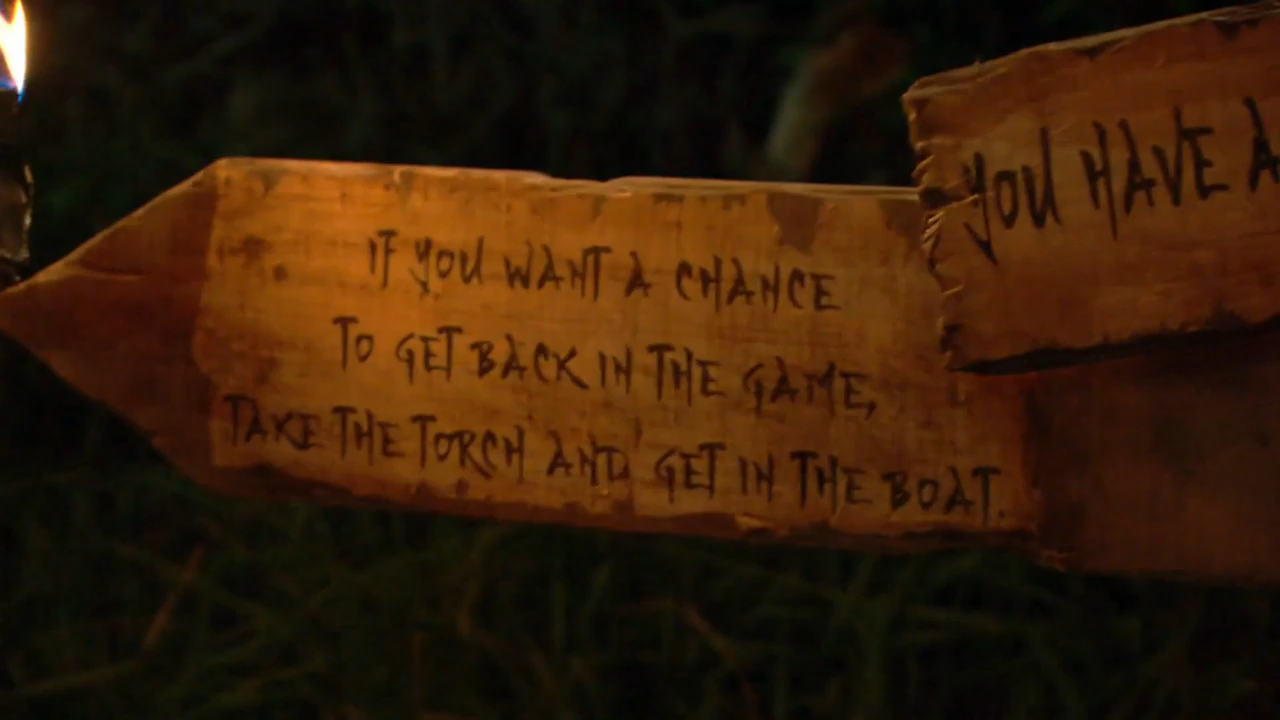 YOU HAVE A
IF YOU WANT A CHANCE
TO GET BACK IN THE GAME,
TAKE THE TORCH AND GET IN THE BOAT.